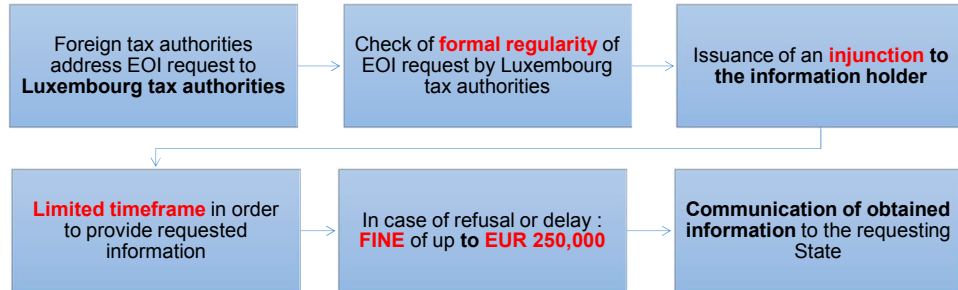 Foreign tax authorities
address EOI request to
Luxembourg tax authorities
Check of formal regularity of
EOI request by Luxembourg
tax authorities
Issuance of an injunction to
the information holder
Limited timeframe in order
to provide requested
information
In case of refusal or delay :
FINE of up to EUR 250,000
Communication of obtained
information to the requesting
State